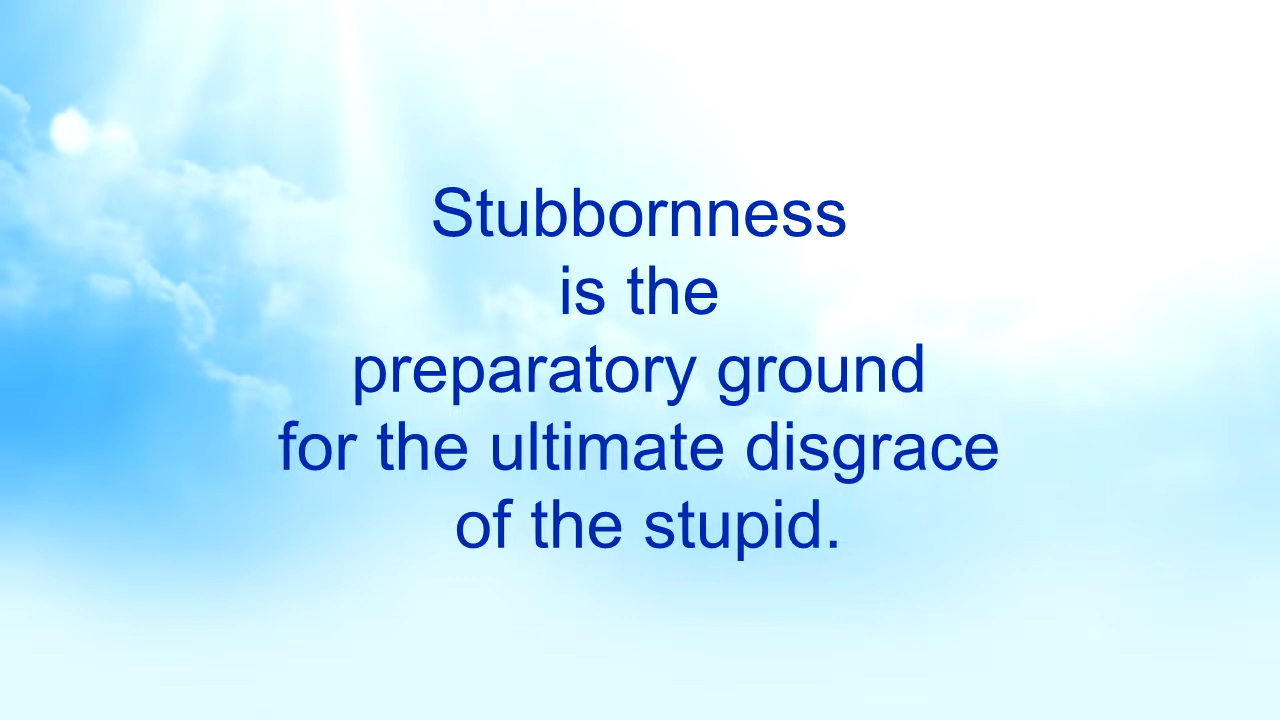 Stubbornness
is the
preparatory ground
for the ultimate disgrace
of the stupid.